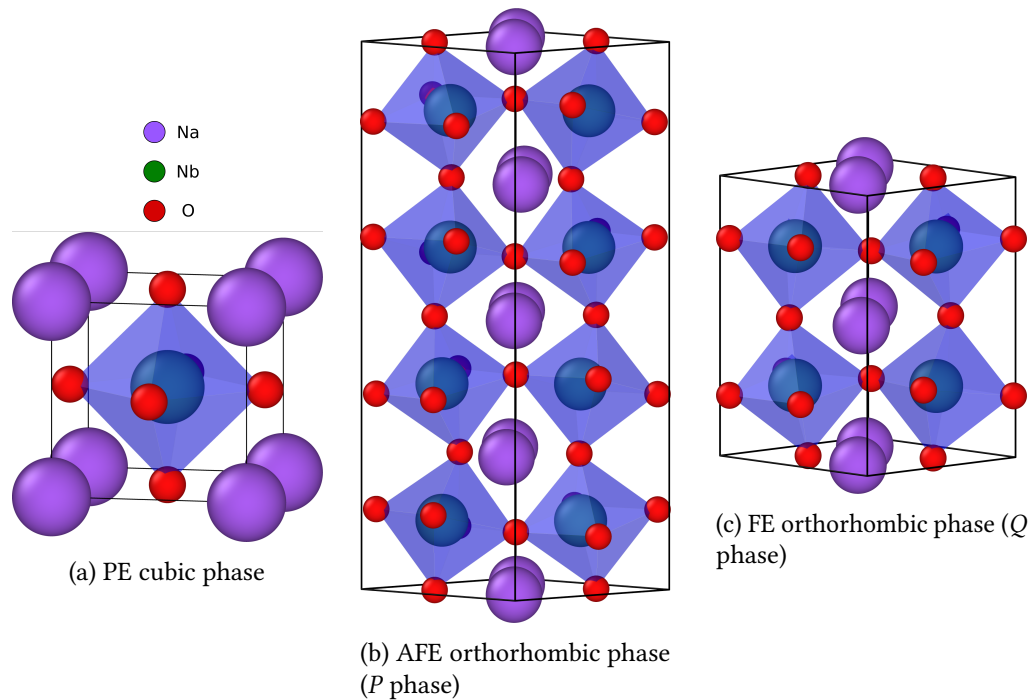 Na
Nb
O
(a) PE cubic phase
(b) AFE orthorhombic phase
(P phase)
(c) FE orthorhombic phase (Q
phase)